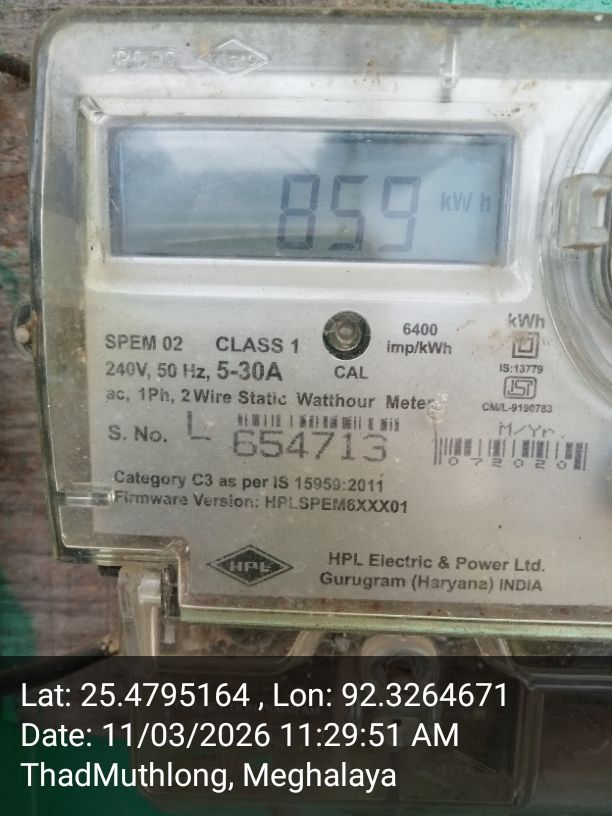 HPL
859 kWh
SPEM 02 CLASS 1
240V, 50 Hz, 5-30A
CAL
6400
imp/kWh
kWh
IS:13779
ISI
CM/L-9190783
ac, 1Ph, 2 Wire Static Watthour Meter
S. No. L 654713
M/Yr.
072020
Category C3 as per IS 15959:2011
Firmware Version: HPLSPEM6XXX01
HPL
HPL Electric & Power Ltd.
Gurugram (Haryana) INDIA
Lat: 25.4795164 , Lon: 92.3264671
Date: 11/03/2026 11:29:51 AM
ThadMuthlong, Meghalaya